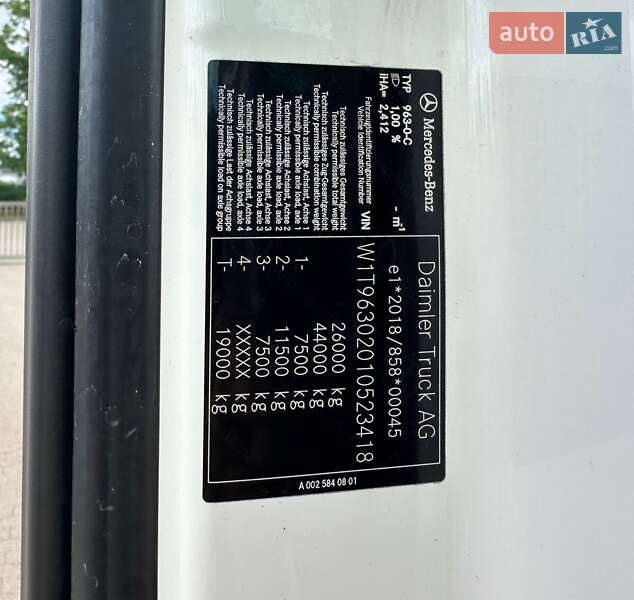 auto RIA .com
Mercedes-Benz
Daimler Truck AG
TYP 963-0-C
1,00 % - m-1 e1*2018/858*00045
IHA= 2,412
Fahrzeugidentifizierungsnummer
Vehicle Identification Number VIN W1T96302010523418
Technisch zulässiges Gesamtgewicht
Technically permissible total weight 26000 kg
Technisch zulässiges Zug-Gesamtgewicht
Technically permissible combination weight 44000 kg
Technisch zulässige Achslast, Achse 1
Technically permissible axle load, axle 1 1- 7500 kg
Technisch zulässige Achslast, Achse 2
Technically permissible axle load, axle 2 2- 11500 kg
Technisch zulässige Achslast, Achse 3
Technically permissible axle load, axle 3 3- 7500 kg
Technisch zulässige Achslast, Achse 4
Technically permissible axle load, axle 4 4- XXXXX kg
Technisch zulässige Last der Achsgruppe
Technically permissible load on axle group T- 19000 kg
A 002 584 08 01